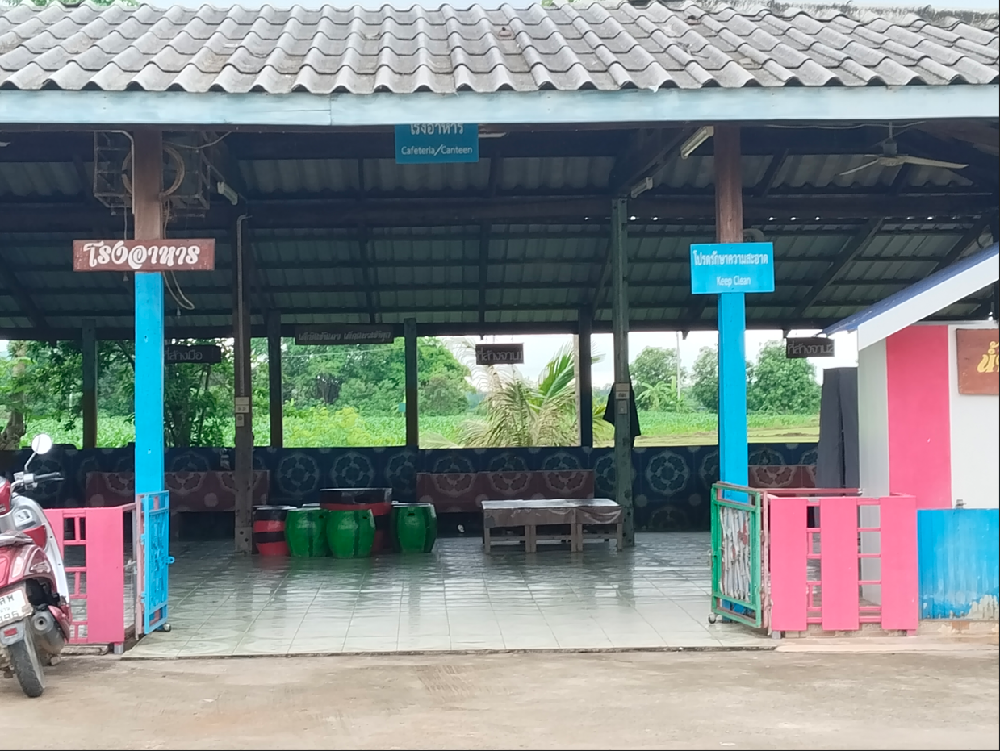 โรงอาหาร
Cafeteria/Canteen
โรงอาหาร
โปรดรักษาความสะอาด
Keep Clean
ที่ล้างมือ
ที่ล้างจาน1
ที่ล้างจาน2